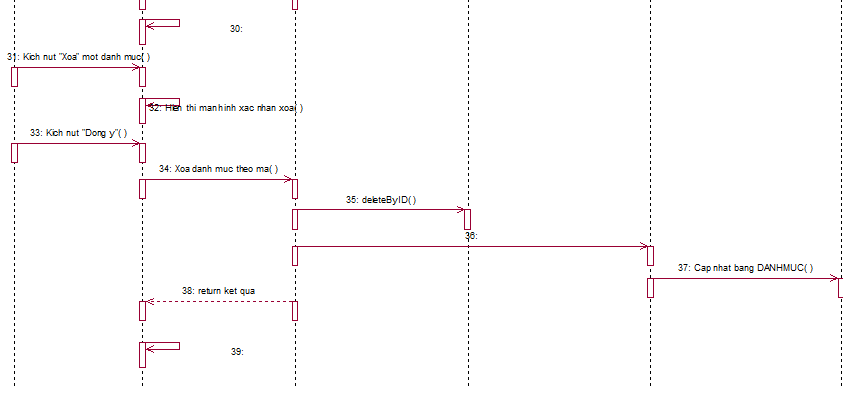 30:
31: Kich nut "Xoa" mot danh muc( )
32: Hien thi man hinh xac nhan xoa( )
33: Kich nut "Dong y"( )
34: Xoa danh muc theo ma( )
35: deleteByID( )
36:
37: Cap nhat bang DANHMUC( )
38: return ket qua
39: